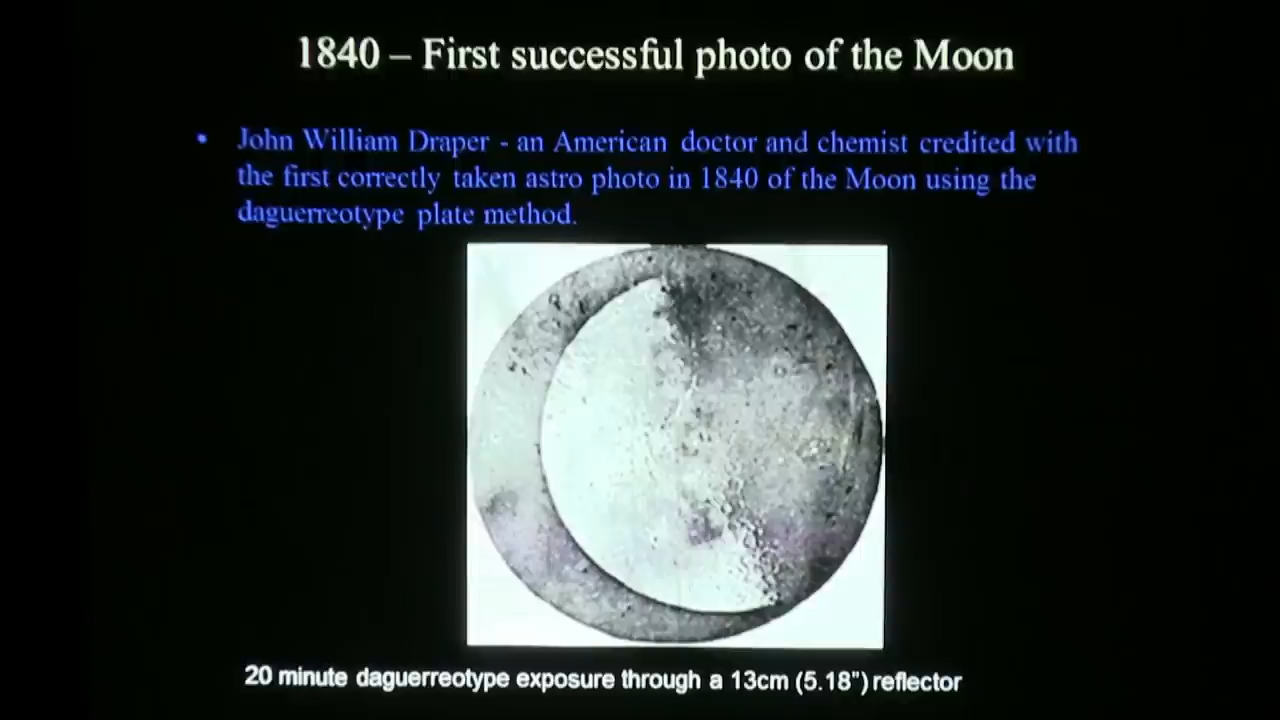 1840 – First successful photo of the Moon
• John William Draper - an American doctor and chemist credited with
the first correctly taken astro photo in 1840 of the Moon using the
daguerreotype plate method.
20 minute daguerreotype exposure through a 13cm (5.18") reflector